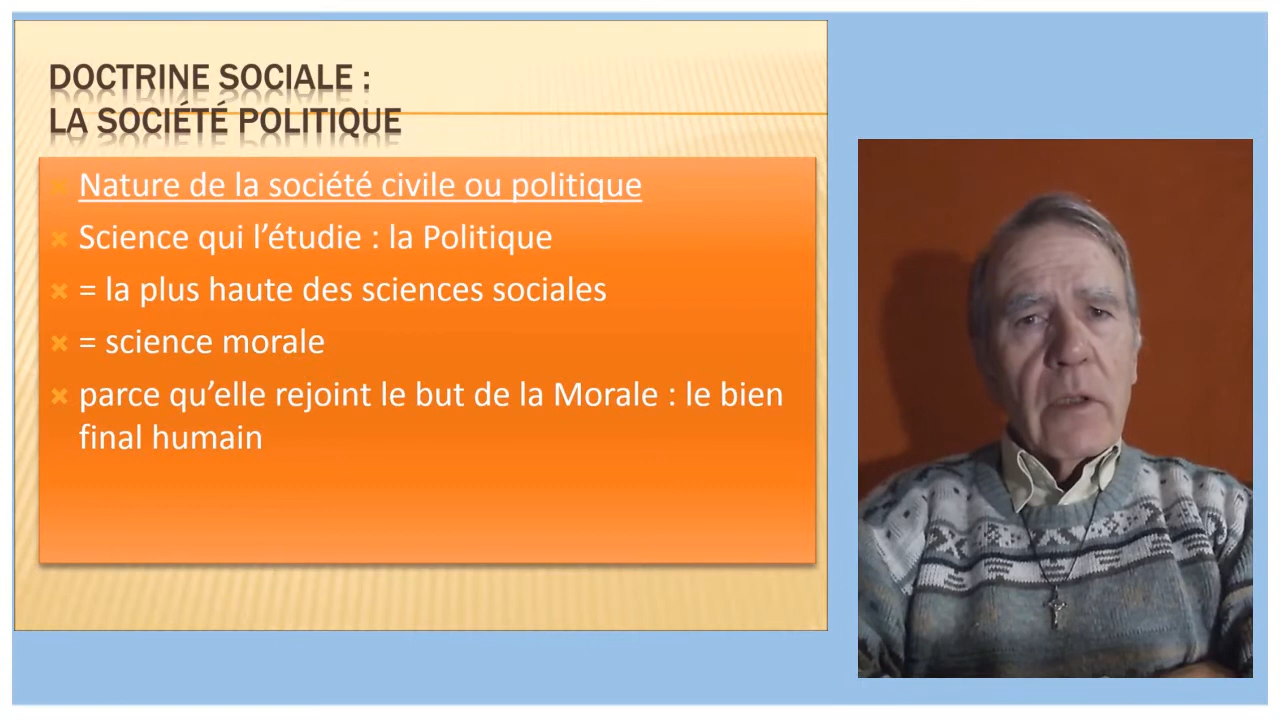 DOCTRINE SOCIALE :
LA SOCIÉTÉ POLITIQUE
Nature de la société civile ou politique
Science qui l’étudie : la Politique
= la plus haute des sciences sociales
= science morale
parce qu’elle rejoint le but de la Morale : le bien
final humain